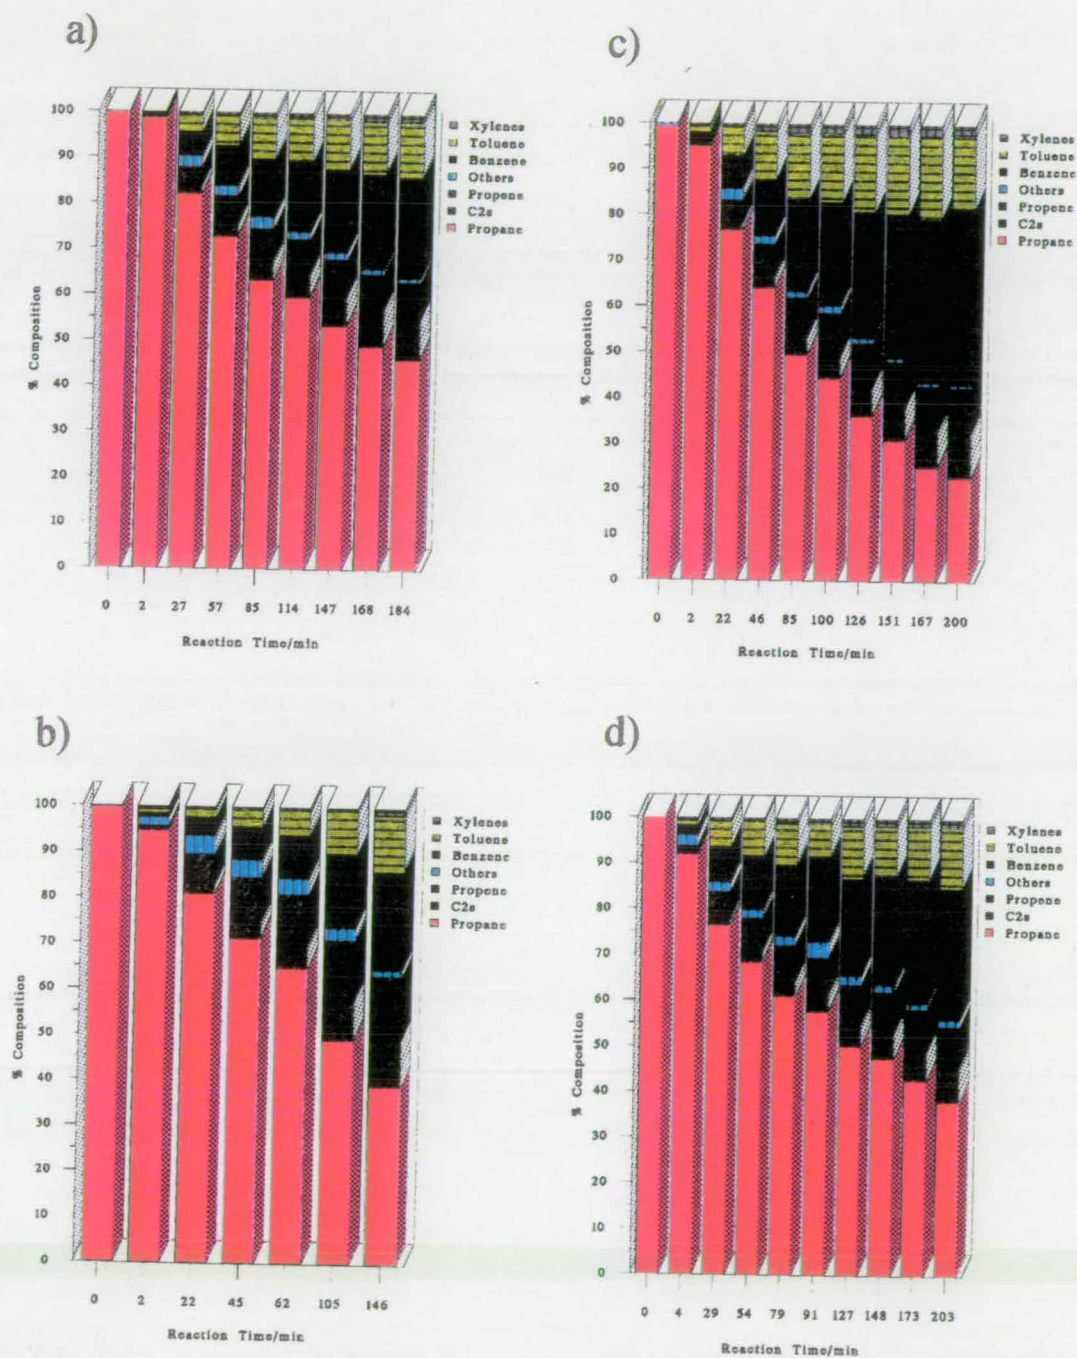 a)
100
90
80
70
60
50
40
30
20
10
0
% Composition
0 2 27 57 85 114 147 168 184
Reaction Time/min
Xylenes
Toluene
Benzene
Others
Propene
C2s
Propane
c)
100
90
80
70
60
50
40
30
20
10
0
% Composition
0 2 22 46 85 100 126 151 167 200
Reaction Time/min
Xylenes
Toluene
Benzene
Others
Propene
C2s
Propane
b)
100
90
80
70
60
50
40
30
20
10
0
% Composition
0 2 22 45 62 105 146
Reaction Time/min
Xylenes
Toluene
Benzene
Others
Propene
C2s
Propane
d)
100
90
80
70
60
50
40
30
20
10
0
% Composition
0 4 29 54 79 91 127 148 173 203
Reaction Time/min
Xylenes
Toluene
Benzene
Others
Propene
C2s
Propane